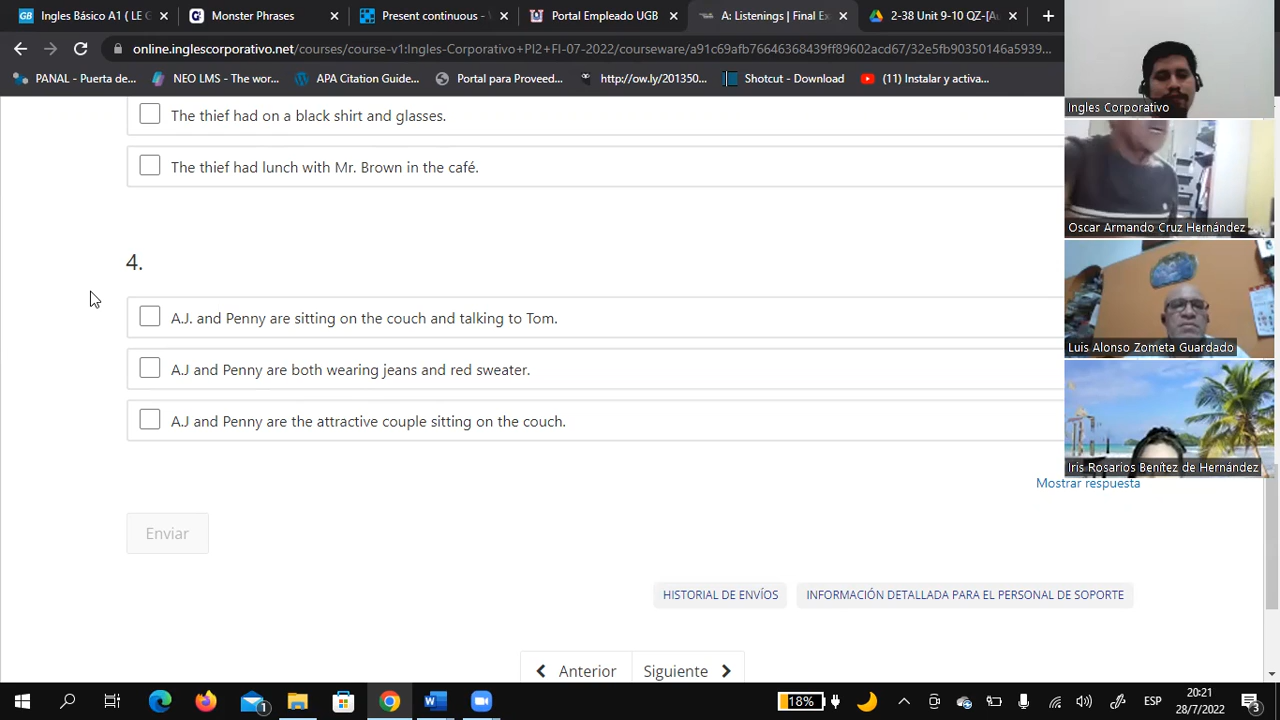 Inglés Básico A1 ( LE G
Monster Phrases
Present continuous - V
Portal Empleado UGB
A: Listenings | Final Ex
2-38 Unit 9-10 QZ-[Au
online.inglescorporativo.net/courses/course-v1:Ingles-Corporativo+PI2+FI-07-2022/courseware/a91c69afb76646368439ff89602acd67/32e5fb90350146a5939...
PANAL - Puerta de...
NEO LMS - The wor...
APA Citation Guide...
Portal para Proveed...
http://ow.ly/201350...
Shotcut - Download
(11) Instalar y activa...
Ingles Corporativo
The thief had on a black shirt and glasses.
The thief had lunch with Mr. Brown in the café.
Oscar Armando Cruz Hernández
4.
A.J. and Penny are sitting on the couch and talking to Tom.
Luis Alonso Zometa Guardado
A.J and Penny are both wearing jeans and red sweater.
A.J and Penny are the attractive couple sitting on the couch.
Iris Rosarios Benítez de Hernández
Mostrar respuesta
Enviar
HISTORIAL DE ENVÍOS
INFORMACIÓN DETALLADA PARA EL PERSONAL DE SOPORTE
Anterior
Siguiente
1
18%
ESP
20:21
28/7/2022
3